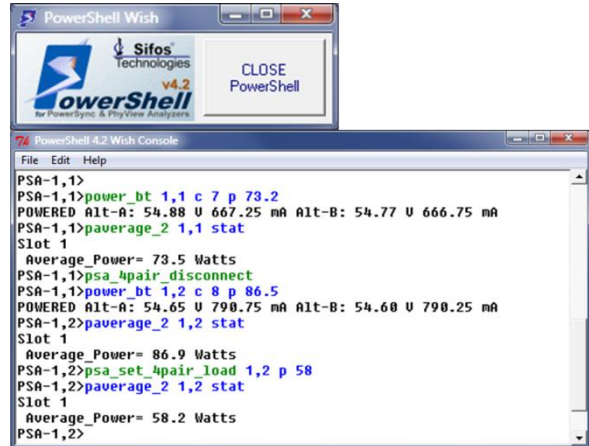 PowerShell Wish
Sifos
Technologies
v4.2
PowerShell
for PowerSync & PhyView Analyzers
CLOSE
PowerShell
PowerShell 4.2 Wish Console
File Edit Help
PSA-1,1>
PSA-1,1>power_bt 1,1 c 7 p 73.2
POWERED Alt-A: 54.88 V 667.25 mA Alt-B: 54.77 V 666.75 mA
PSA-1,1>paverage_2 1,1 stat
Slot 1
Average_Power= 73.5 Watts
PSA-1,1>psa_4pair_disconnect
PSA-1,1>power_bt 1,2 c 8 p 86.5
POWERED Alt-A: 54.65 V 790.75 mA Alt-B: 54.60 V 790.25 mA
PSA-1,2>paverage_2 1,2 stat
Slot 1
Average_Power= 86.9 Watts
PSA-1,2>psa_set_4pair_load 1,2 p 58
PSA-1,2>paverage_2 1,2 stat
Slot 1
Average_Power= 58.2 Watts
PSA-1,2>